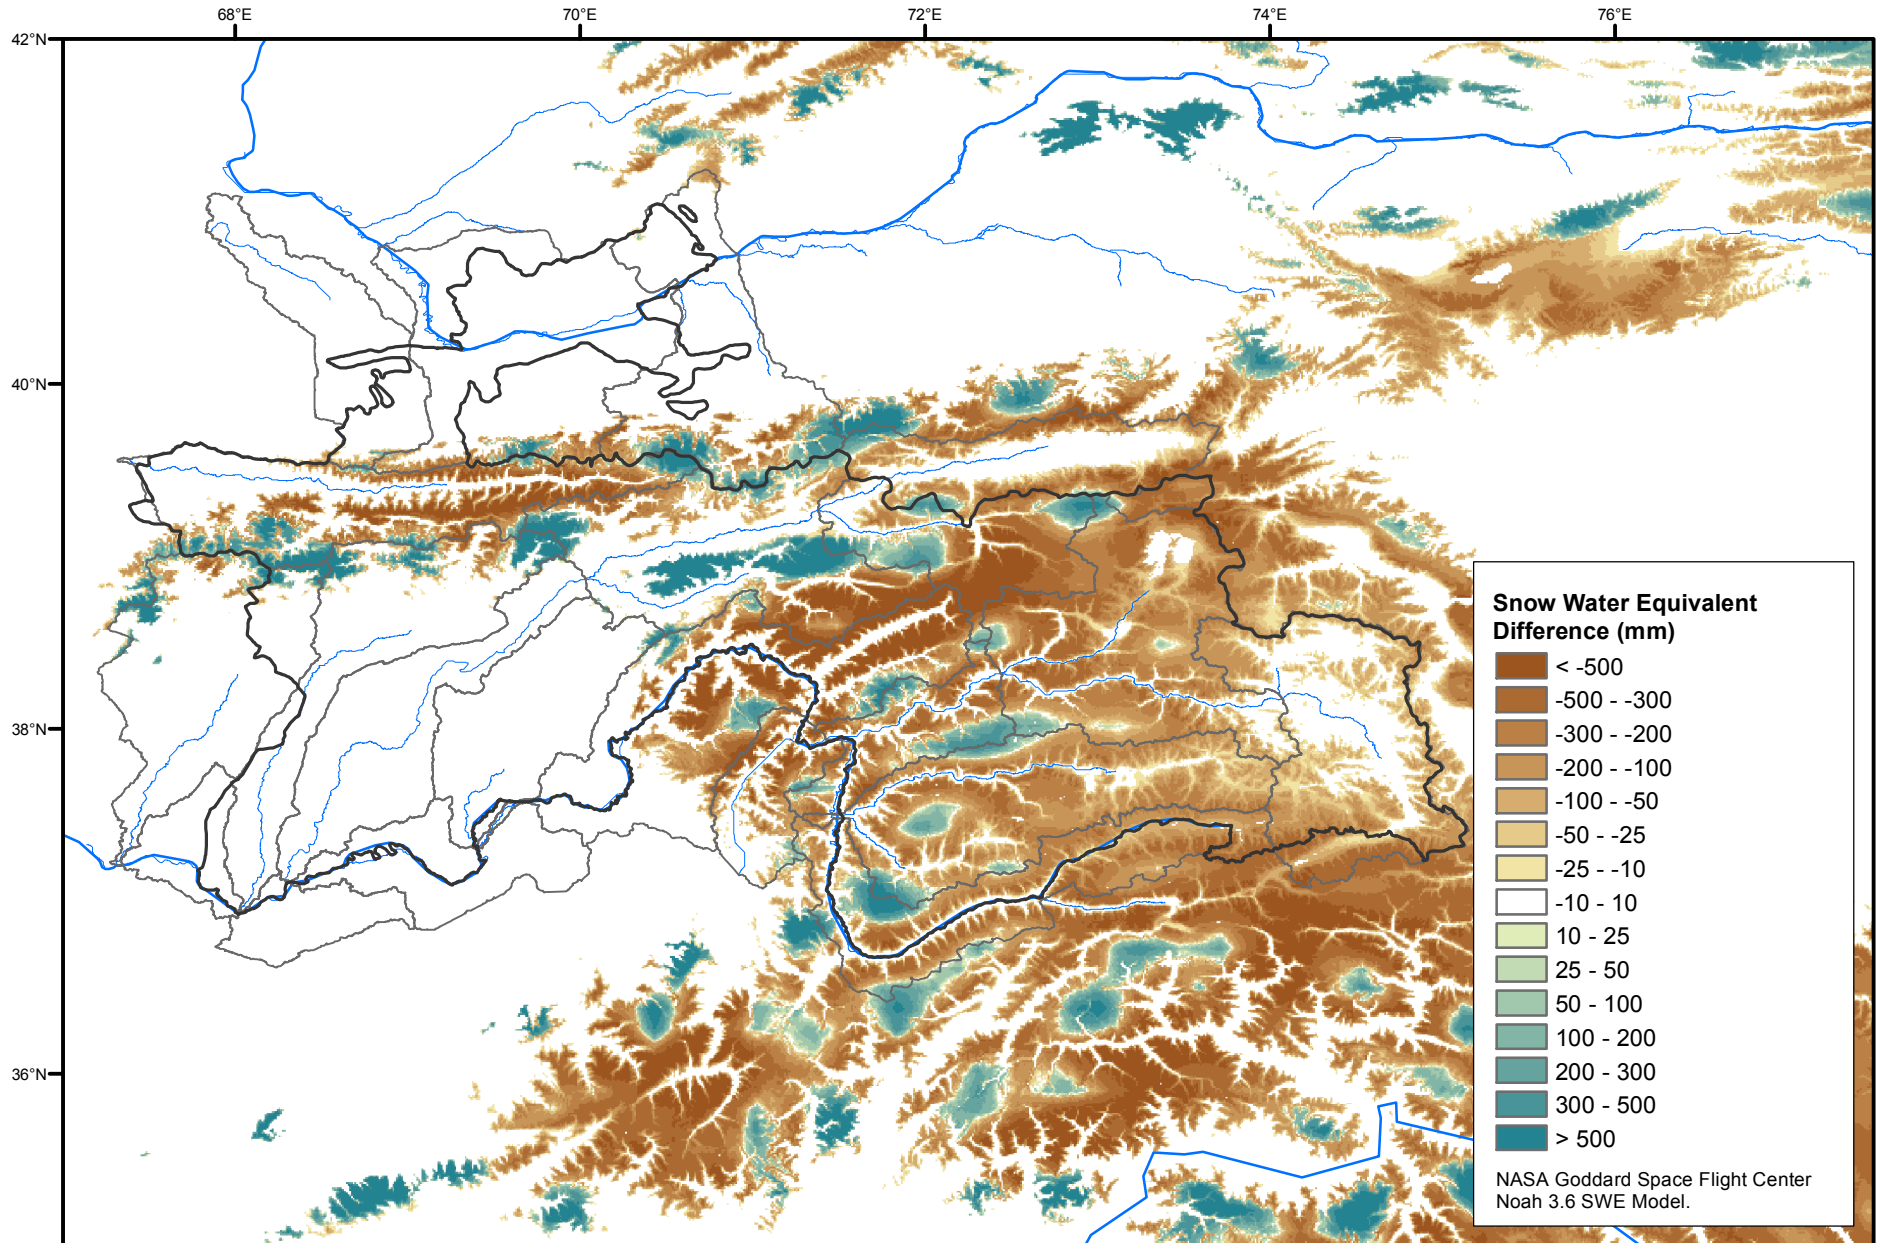 68°E 70°E 72°E 74°E 76°E
42°N
40°N
38°N
36°N
Snow Water Equivalent
Difference (mm)
< -500
-500 - -300
-300 - -200
-200 - -100
-100 - -50
-50 - -25
-25 - -10
-10 - 10
10 - 25
25 - 50
50 - 100
100 - 200
200 - 300
300 - 500
> 500
NASA Goddard Space Flight Center
Noah 3.6 SWE Model.